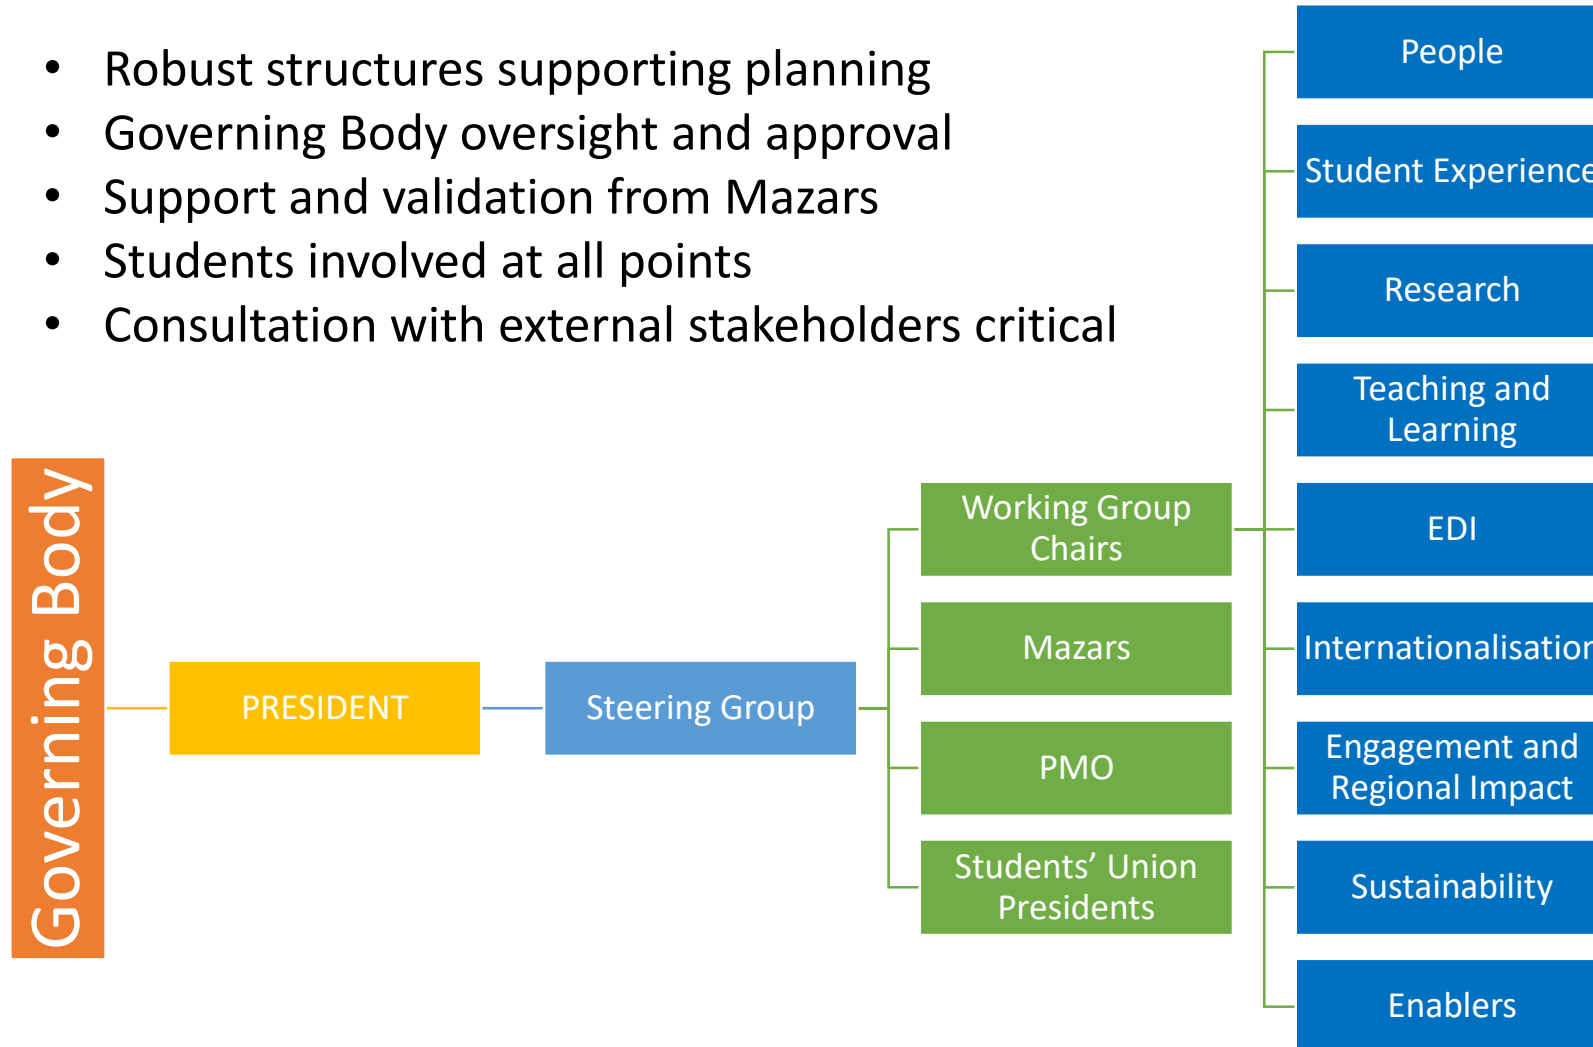 • Robust structures supporting planning
• Governing Body oversight and approval
• Support and validation from Mazars
• Students involved at all points
• Consultation with external stakeholders critical
Governing Body
PRESIDENT
Steering Group
Working Group
Chairs
Mazars
PMO
Students’ Union
Presidents
People
Student Experience
Research
Teaching and
Learning
EDI
Internationalisation
Engagement and
Regional Impact
Sustainability
Enablers